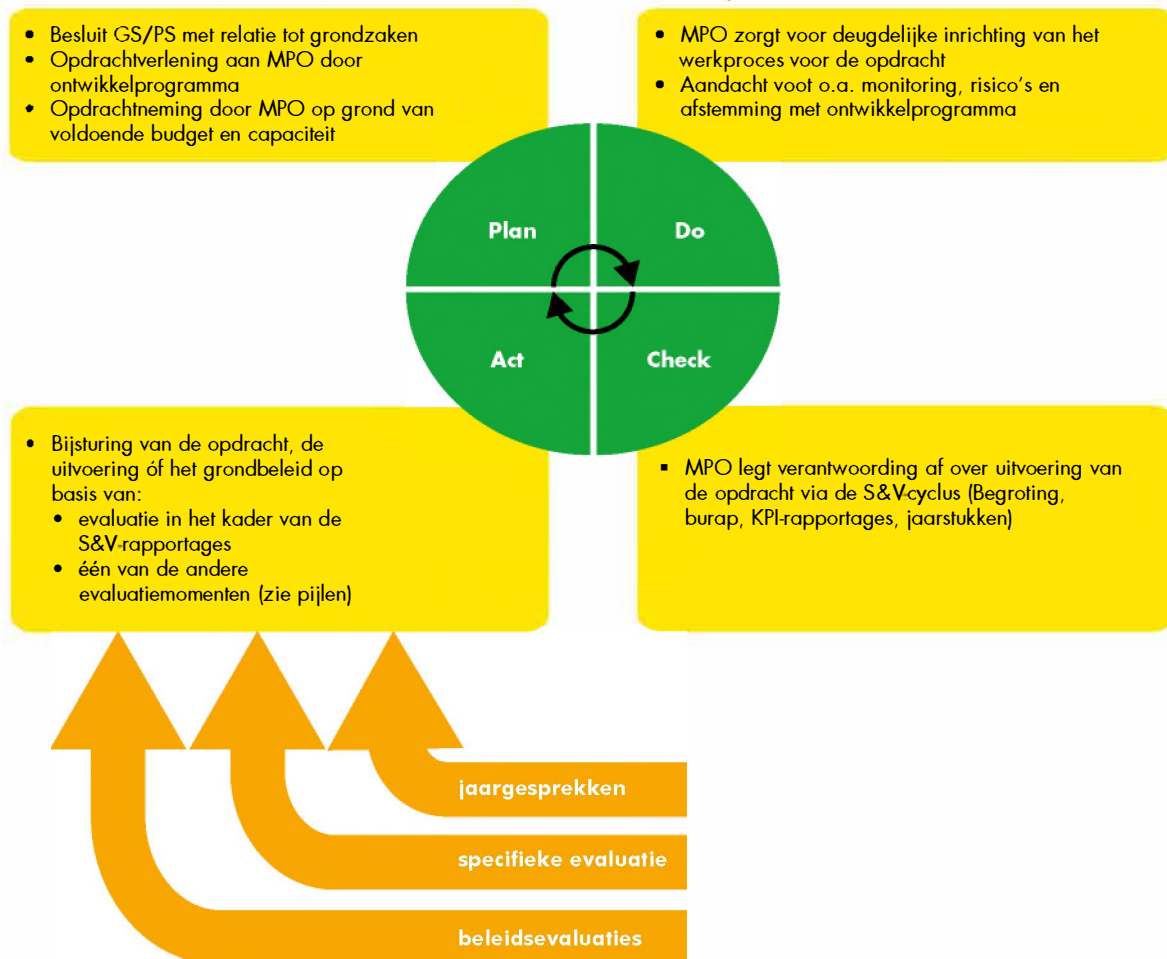 • Besluit GS/PS met relatie tot grondzaken
• Opdrachtverlening aan MPO door
ontwikkelprogramma
• Opdrachtneming door MPO op grond van
voldoende budget en capaciteit
• MPO zorgt voor deugdelijke inrichting van het
werkproces voor de opdracht
• Aandacht voot o.a. monitoring, risico's en
afstemming met ontwikkelprogramma
Plan
Do
Act
Check
• Bijsturing van de opdracht, de
uitvoering óf het grondbeleid op
basis van:
• evaluatie in het kader van de
S&V-rapportages
• één van de andere
evaluatiemomenten (zie pijlen)
▪ MPO legt verantwoording af over uitvoering van
de opdracht via de S&V-cyclus (Begroting,
burap, KPI-rapportages, jaarstukken)
jaargesprekken
specifieke evaluatie
beleidsevaluaties